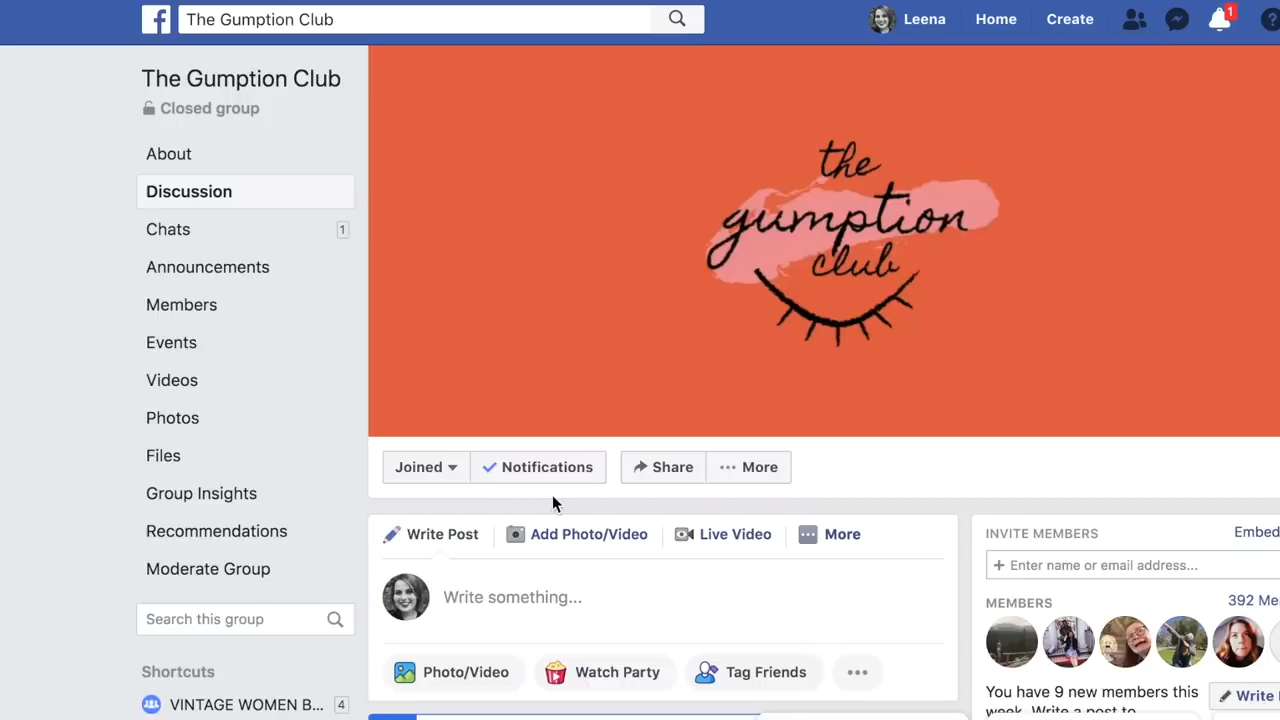 The Gumption Club
Leena
Home
Create
1
The Gumption Club
Closed group
About
Discussion
Chats 1
Announcements
Members
Events
Videos
Photos
Files
Group Insights
Recommendations
Moderate Group
Search this group
Shortcuts
VINTAGE WOMEN B... 4
the
gumption
club
Joined
Notifications
Share
More
Write Post
Add Photo/Video
Live Video
More
Write something...
Photo/Video
Watch Party
Tag Friends
INVITE MEMBERS Embed
+ Enter name or email address...
MEMBERS 392 Me
You have 9 new members this
week. Write a post to
Write